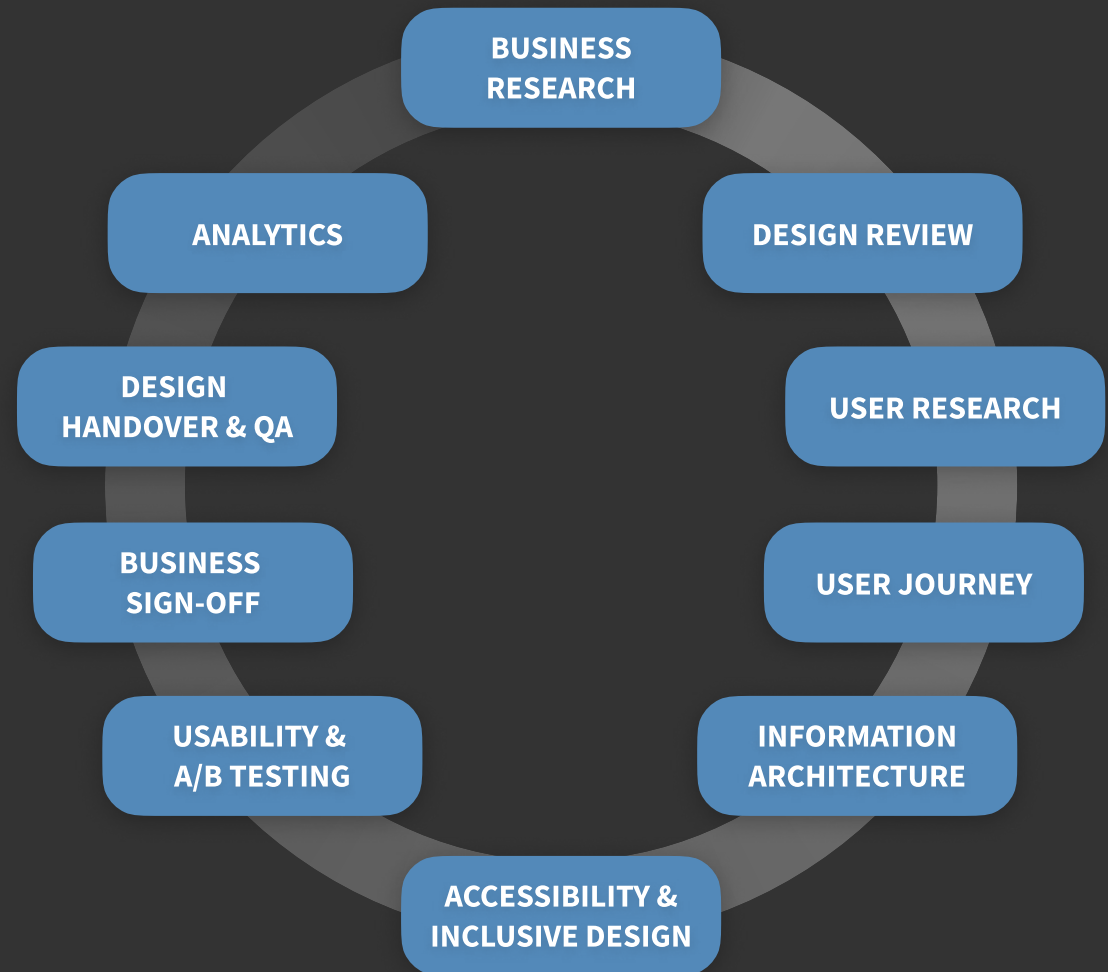 BUSINESS
RESEARCH
DESIGN REVIEW
USER RESEARCH
USER JOURNEY
INFORMATION
ARCHITECTURE
ACCESSIBILITY &
INCLUSIVE DESIGN
USABILITY &
A/B TESTING
BUSINESS
SIGN-OFF
DESIGN
HANDOVER & QA
ANALYTICS